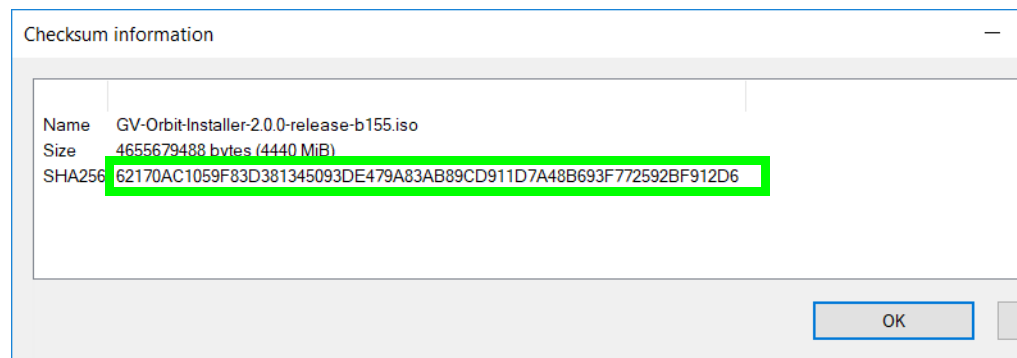 Checksum information
Name GV-Orbit-Installer-2.0.0-release-b155.iso
Size 4655679488 bytes (4440 MiB)
SHA256 62170AC1059F83D381345093DE479A83AB89CD911D7A48B693F772592BF912D6
OK